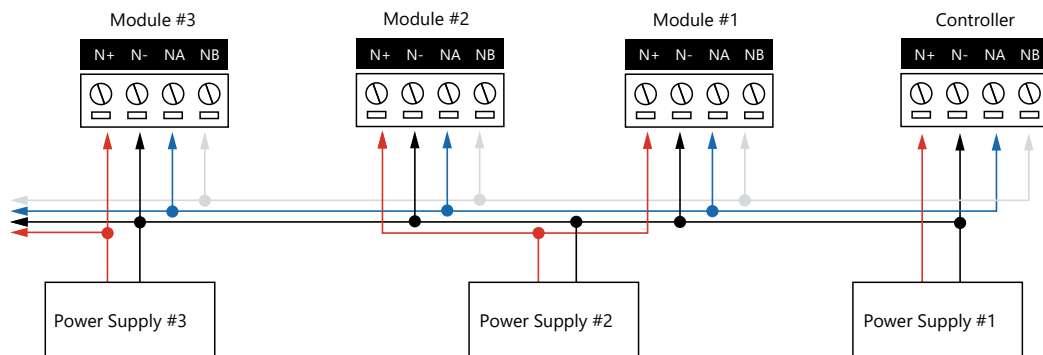 Module #3
Module #2
Module #1
Controller
N+ N- NA NB
N+ N- NA NB
N+ N- NA NB
N+ N- NA NB
Power Supply #3
Power Supply #2
Power Supply #1